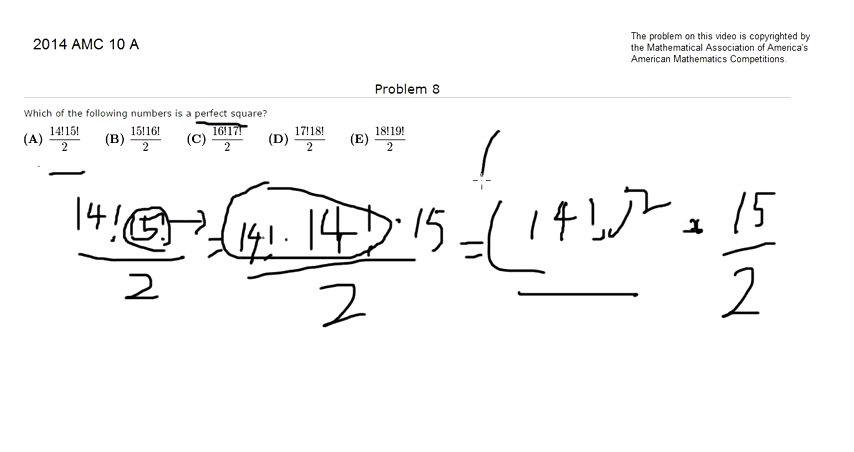 2014 AMC 10 A
The problem on this video is copyrighted by
the Mathematical Association of America's
American Mathematics Competitions.
Problem 8
Which of the following numbers is a perfect square?
(A) 14!15!/2 (B) 15!16!/2 (C) 16!17!/2 (D) 17!18!/2 (E) 18!19!/2
14! 15! → = 14! · 14! · 15 = (14!)² × 15
2 2 2